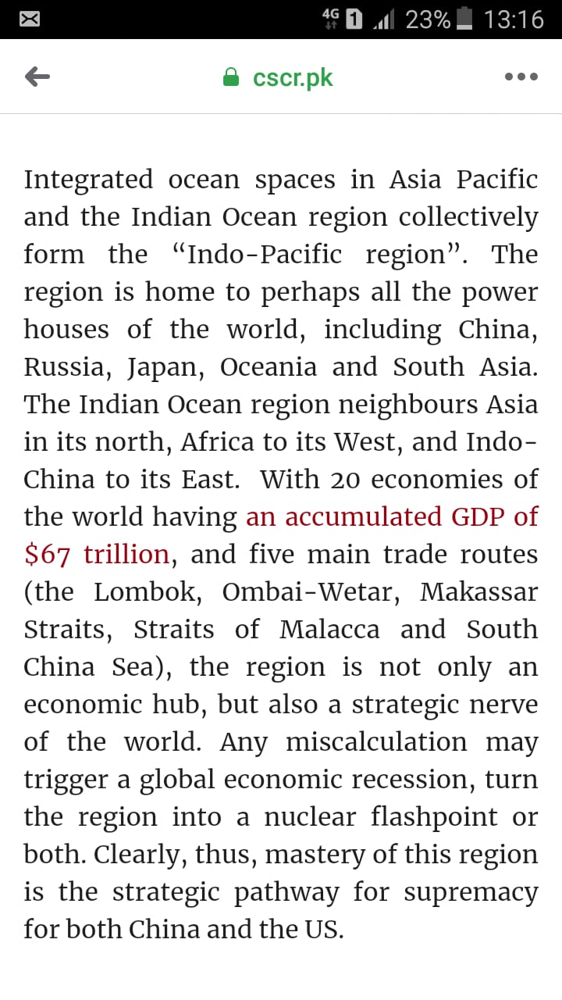 4G 1 23% 13:16
cscr.pk
Integrated ocean spaces in Asia Pacific
and the Indian Ocean region collectively
form the “Indo-Pacific region”. The
region is home to perhaps all the power
houses of the world, including China,
Russia, Japan, Oceania and South Asia.
The Indian Ocean region neighbours Asia
in its north, Africa to its West, and Indo-
China to its East. With 20 economies of
the world having an accumulated GDP of
$67 trillion, and five main trade routes
(the Lombok, Ombai-Wetar, Makassar
Straits, Straits of Malacca and South
China Sea), the region is not only an
economic hub, but also a strategic nerve
of the world. Any miscalculation may
trigger a global economic recession, turn
the region into a nuclear flashpoint or
both. Clearly, thus, mastery of this region
is the strategic pathway for supremacy
for both China and the US.